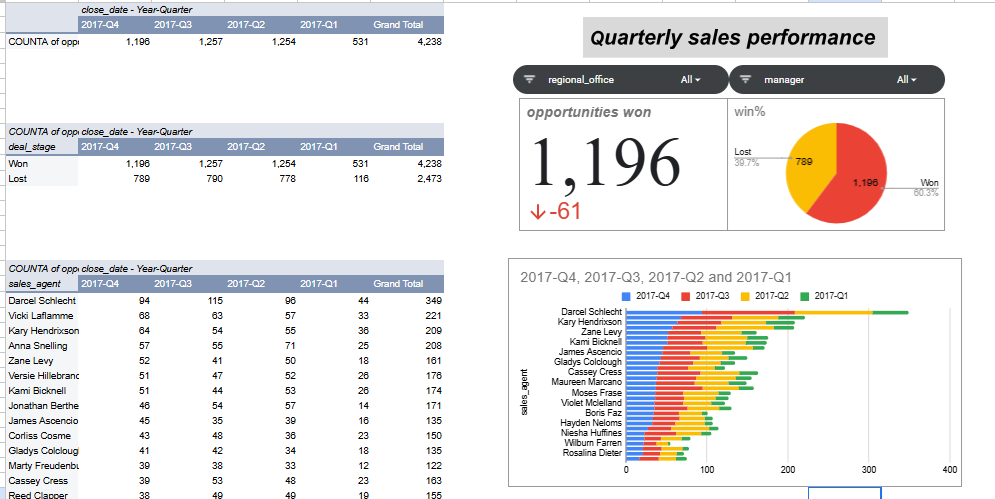 close_date - Year-Quarter
2017-Q4 2017-Q3 2017-Q2 2017-Q1 Grand Total
COUNTA of oppo 1,196 1,257 1,254 531 4,238
COUNTA of oppo close_date - Year-Quarter
deal_stage 2017-Q4 2017-Q3 2017-Q2 2017-Q1 Grand Total
Won 1,196 1,257 1,254 531 4,238
Lost 789 790 778 116 2,473
COUNTA of oppo close_date - Year-Quarter
sales_agent 2017-Q4 2017-Q3 2017-Q2 2017-Q1 Grand Total
Darcel Schlecht 94 115 96 44 349
Vicki Laflamme 68 63 57 33 221
Kary Hendrixson 64 54 55 36 209
Anna Snelling 57 55 71 25 208
Zane Levy 52 41 50 18 161
Versie Hillebranc 51 47 52 26 176
Kami Bicknell 51 44 53 26 174
Jonathan Berthe 46 54 57 14 171
James Ascencio 45 35 39 16 135
Corliss Cosme 43 48 36 23 150
Gladys Colclough 41 42 34 18 135
Marty Freudenbu 39 38 33 12 122
Cassey Cress 39 53 48 23 163
Reed Clapper 38 49 49 19 155
Quarterly sales performance
regional_office All
manager All
opportunities won
1,196
-61
win%
Lost
39.7%
789
1,196
Won
60.3%
2017-Q4, 2017-Q3, 2017-Q2 and 2017-Q1
2017-Q4 2017-Q3 2017-Q2 2017-Q1
sales_agent
Darcel Schlecht
Kary Hendrixson
Zane Levy
Kami Bicknell
James Ascencio
Gladys Colclough
Cassey Cress
Maureen Marcano
Moses Frase
Violet Mclelland
Boris Faz
Hayden Neloms
Niesha Huffines
Wilburn Farren
Rosalina Dieter
0 100 200 300 400